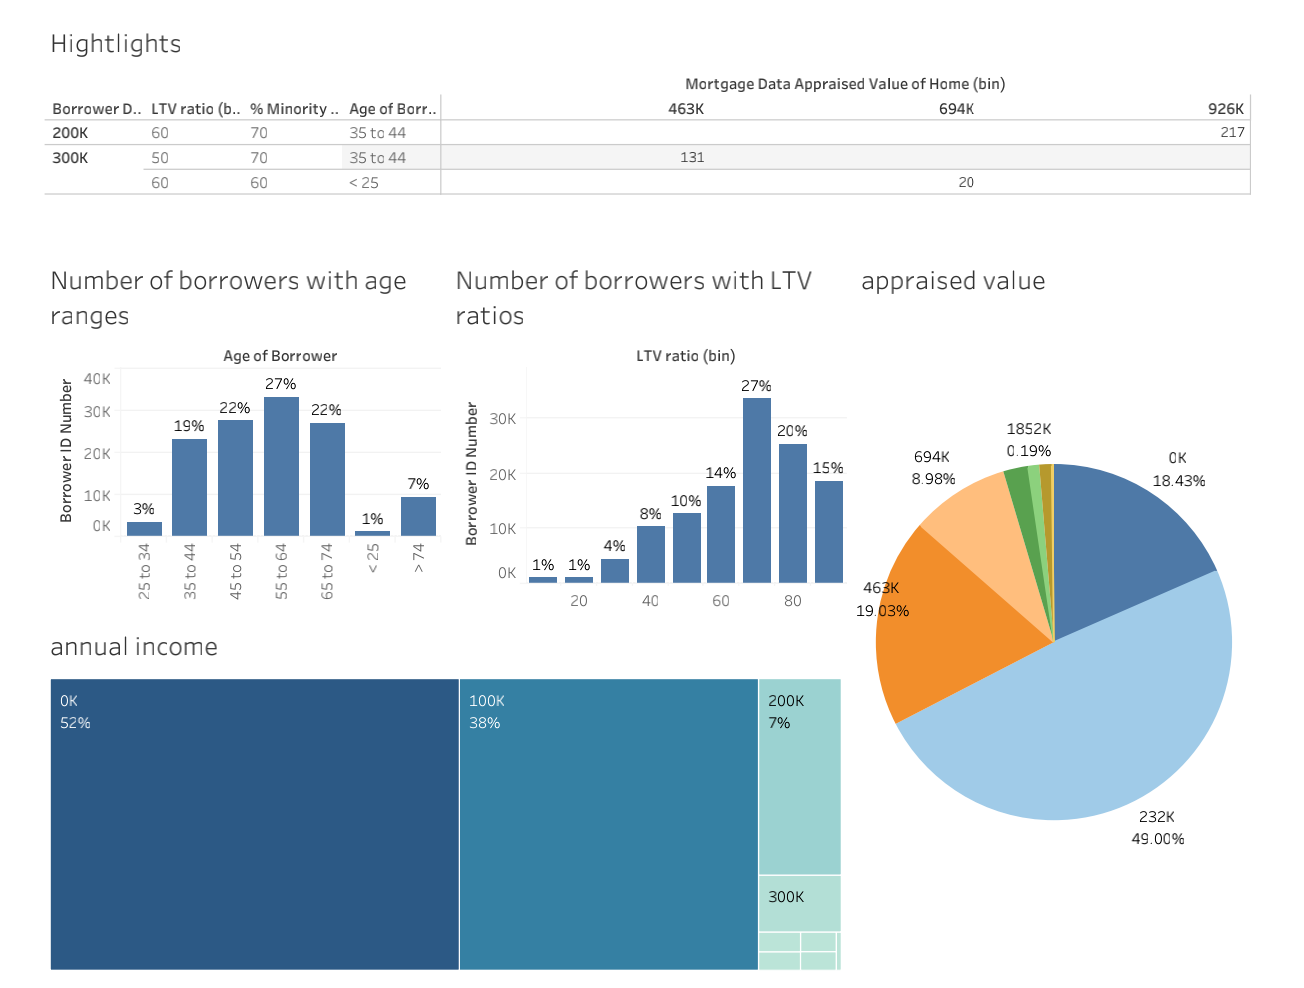 Hightlights
Mortgage Data Appraised Value of Home (bin)
Borrower D.. LTV ratio (b.. % Minority .. Age of Borr.. 463K 694K 926K
200K 60 70 35 to 44 217
300K 50 70 35 to 44 131
60 60 < 25 20
Number of borrowers with age
ranges
Age of Borrower
Borrower ID Number
40K
30K
20K
10K
0K
3%
19%
22%
27%
22%
1%
7%
25 to 34
35 to 44
45 to 54
55 to 64
65 to 74
< 25
> 74
Number of borrowers with LTV
ratios
LTV ratio (bin)
Borrower ID Number
30K
20K
10K
0K
1%
1%
4%
8%
10%
14%
27%
20%
15%
20 40 60 80
appraised value
1852K
0.19%
694K
8.98%
0K
18.43%
463K
19.03%
232K
49.00%
annual income
0K
52%
100K
38%
200K
7%
300K